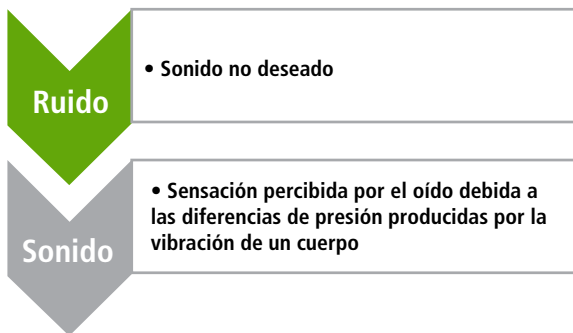 Ruido
• Sonido no deseado
Sonido
• Sensación percibida por el oído debida a
las diferencias de presión producidas por la
vibración de un cuerpo